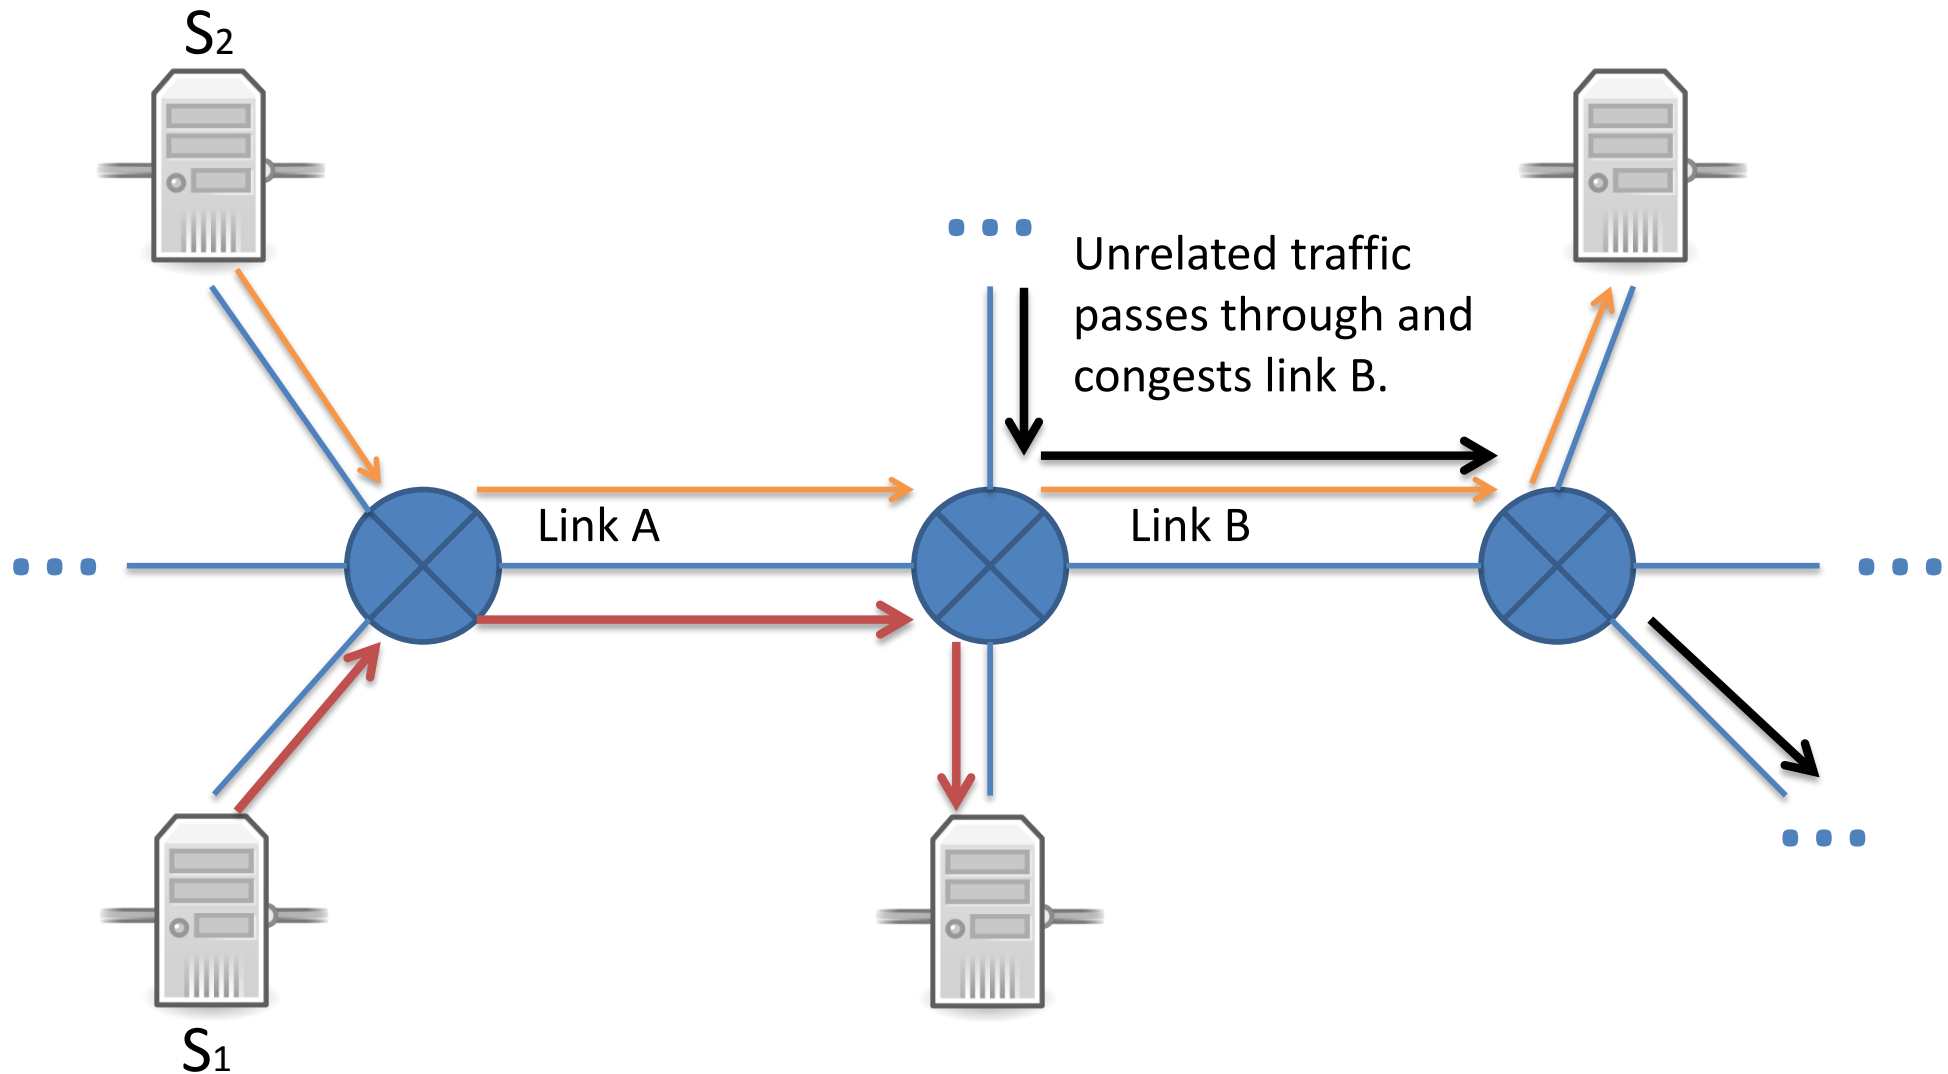 S2
Unrelated traffic
passes through and
congests link B.
Link A
Link B
S1